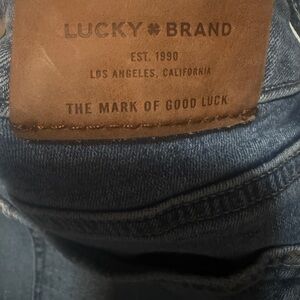 LUCKY BRAND
EST. 1990
LOS ANGELES, CALIFORNIA
THE MARK OF GOOD LUCK